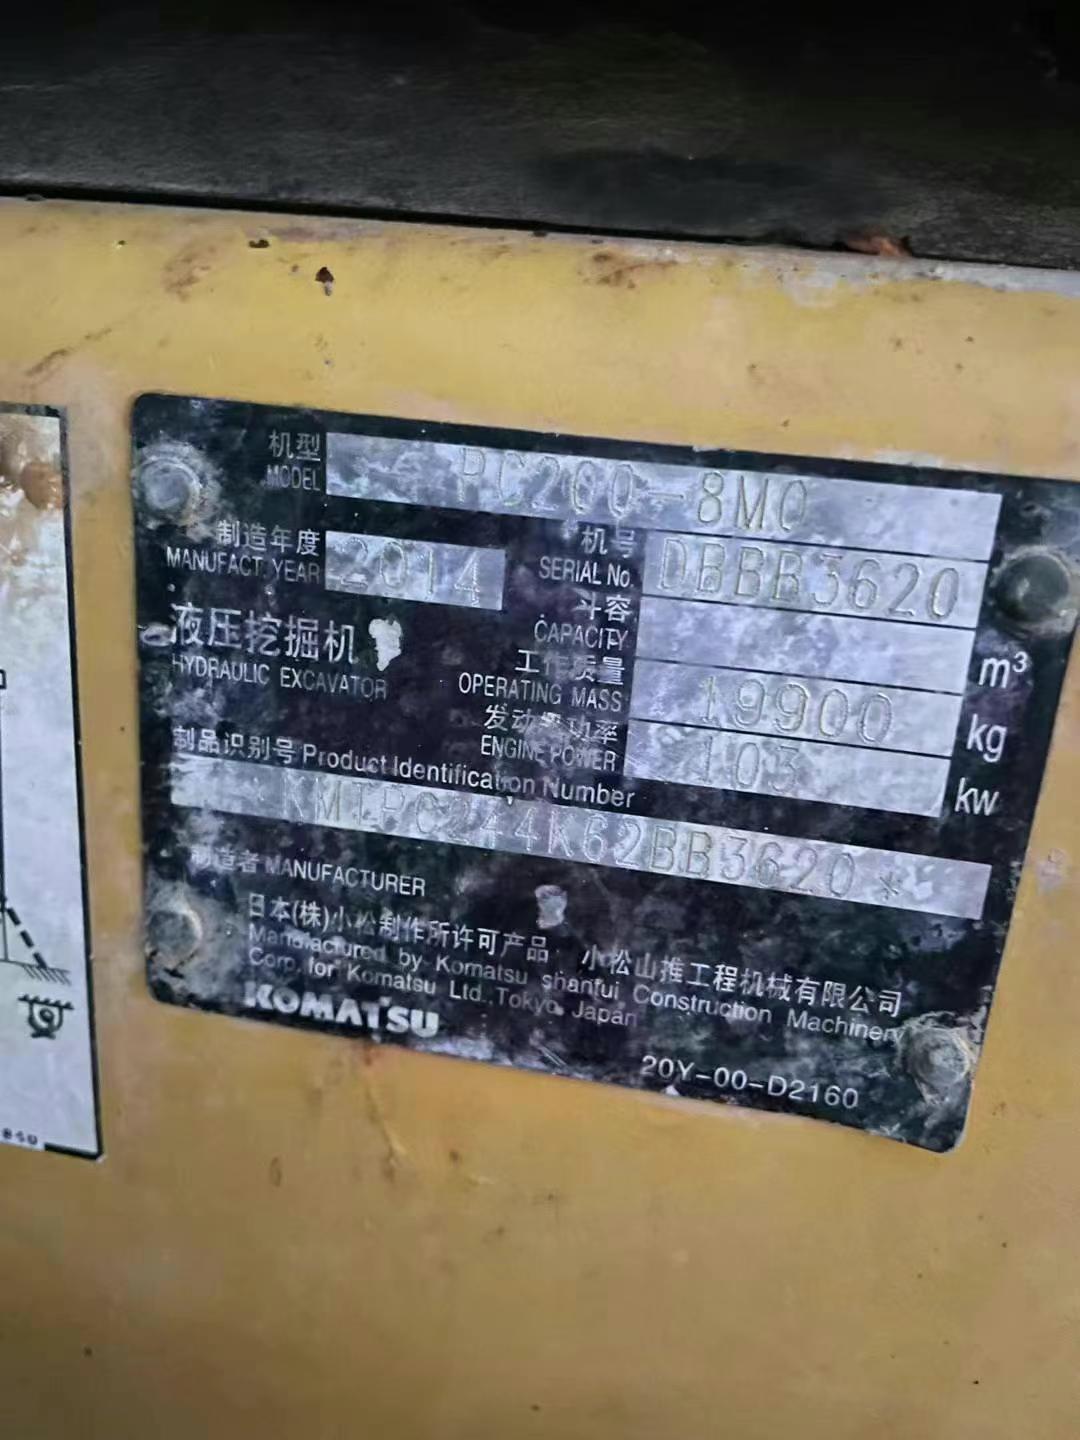 机型 PC200-8M0
MODEL
制造年度 2014
MANUFACT. YEAR
机号 DBBB3620
SERIAL No.
液压挖掘机
HYDRAULIC EXCAVATOR
斗容
CAPACITY m³
工作质量 19900 kg
OPERATING MASS
发动机功率 103 kw
ENGINE POWER
制品识别号 Product Identification Number
*KMTPC244K62BB3620*
制造者 MANUFACTURER
日本(株)小松制作所许可产品 小松山推工程机械有限公司
Manufactured by Komatsu shantui Construction Machinery
Corp. for Komatsu Ltd.,Tokyo Japan
KOMATSU
20Y-00-D2160